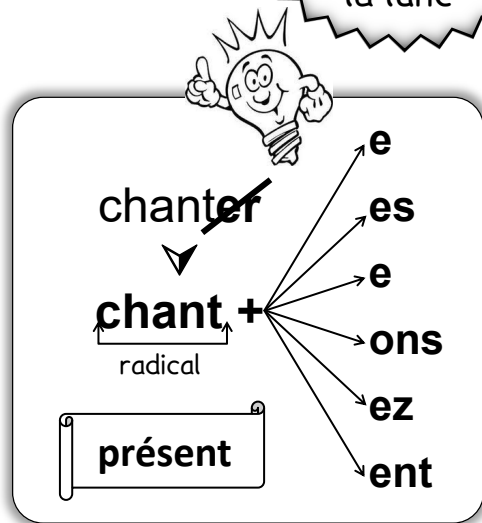 la lune
chanter
chant +
radical
présent
e
es
e
ons
ez
ent